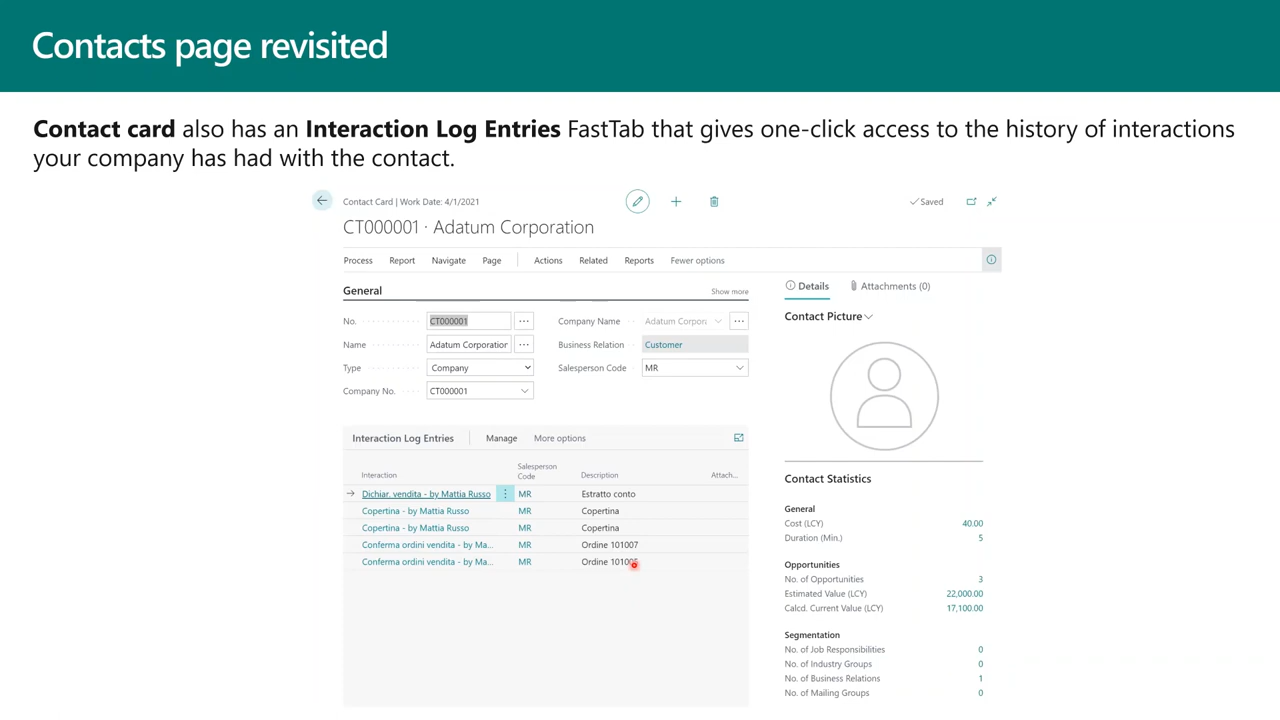 Contacts page revisited
Contact card also has an Interaction Log Entries FastTab that gives one-click access to the history of interactions
your company has had with the contact.
Contact Card | Work Date: 4/1/2021
Saved
CT000001 · Adatum Corporation
Process Report Navigate Page Actions Related Reports Fewer options
General Show more
No. CT000001 Company Name Adatum Corpor
Name Adatum Corporation Business Relation Customer
Type Company Salesperson Code MR
Company No. CT000001
Interaction Log Entries Manage More options
Interaction Salesperson Code Description Attach...
Dichiar. vendita - by Mattia Russo MR Estratto conto
Copertina - by Mattia Russo MR Copertina
Copertina - by Mattia Russo MR Copertina
Conferma ordini vendita - by Ma... MR Ordine 101007
Conferma ordini vendita - by Ma... MR Ordine
Details Attachments (0)
Contact Picture
Contact Statistics
General
Cost (LCY) 40.00
Duration (Min.) 5
Opportunities
No. of Opportunities 3
Estimated Value (LCY) 22,000.00
Calcd. Current Value (LCY) 17,100.00
Segmentation
No. of Job Responsibilities 0
No. of Industry Groups 0
No. of Business Relations 1
No. of Mailing Groups 0